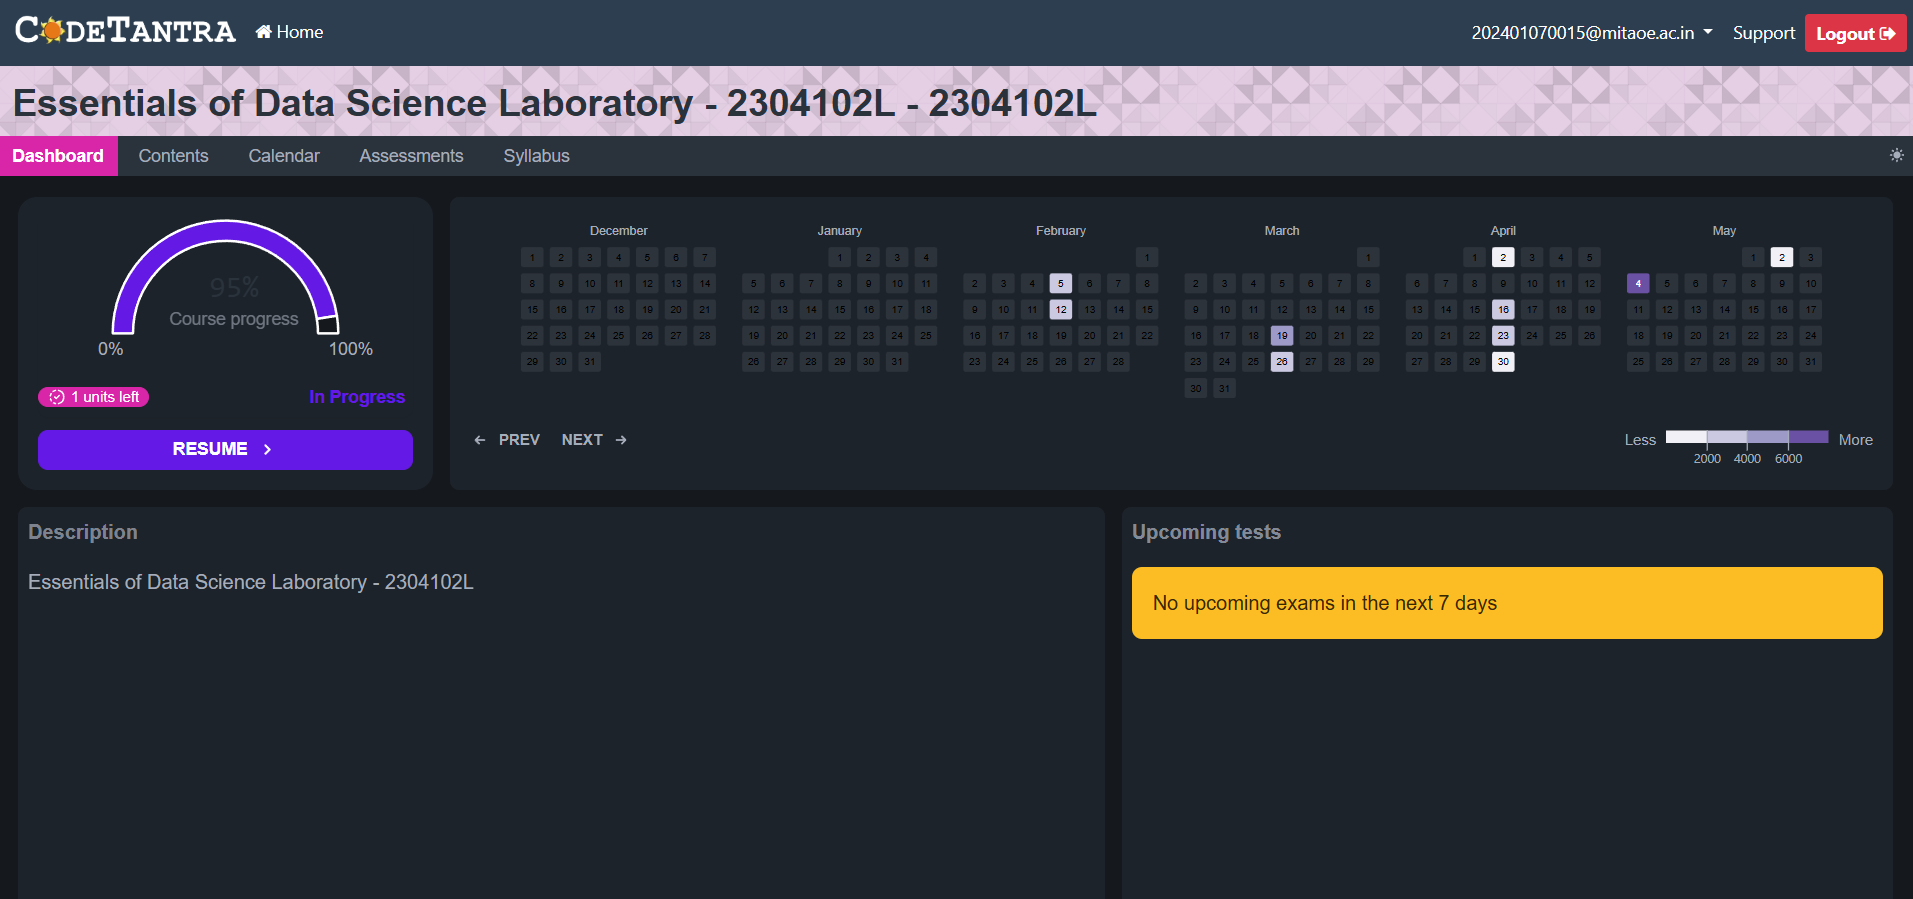 CODETANTRA Home 202401070015@mitaoe.ac.in Support Logout
Essentials of Data Science Laboratory - 2304102L - 2304102L
Dashboard Contents Calendar Assessments Syllabus
95%
Course progress
0% 100%
1 units left In Progress
RESUME
December
1 2 3 4 5 6 7
8 9 10 11 12 13 14
15 16 17 18 19 20 21
22 23 24 25 26 27 28
29 30 31
January
1 2 3 4
5 6 7 8 9 10 11
12 13 14 15 16 17 18
19 20 21 22 23 24 25
26 27 28 29 30 31
February
1
2 3 4 5 6 7 8
9 10 11 12 13 14 15
16 17 18 19 20 21 22
23 24 25 26 27 28
March
1
2 3 4 5 6 7 8
9 10 11 12 13 14 15
16 17 18 19 20 21 22
23 24 25 26 27 28 29
30 31
April
1 2 3 4 5
6 7 8 9 10 11 12
13 14 15 16 17 18 19
20 21 22 23 24 25 26
27 28 29 30
May
1 2 3
4 5 6 7 8 9 10
11 12 13 14 15 16 17
18 19 20 21 22 23 24
25 26 27 28 29 30 31
← PREV NEXT →
Less More
2000 4000 6000
Description
Essentials of Data Science Laboratory - 2304102L
Upcoming tests
No upcoming exams in the next 7 days